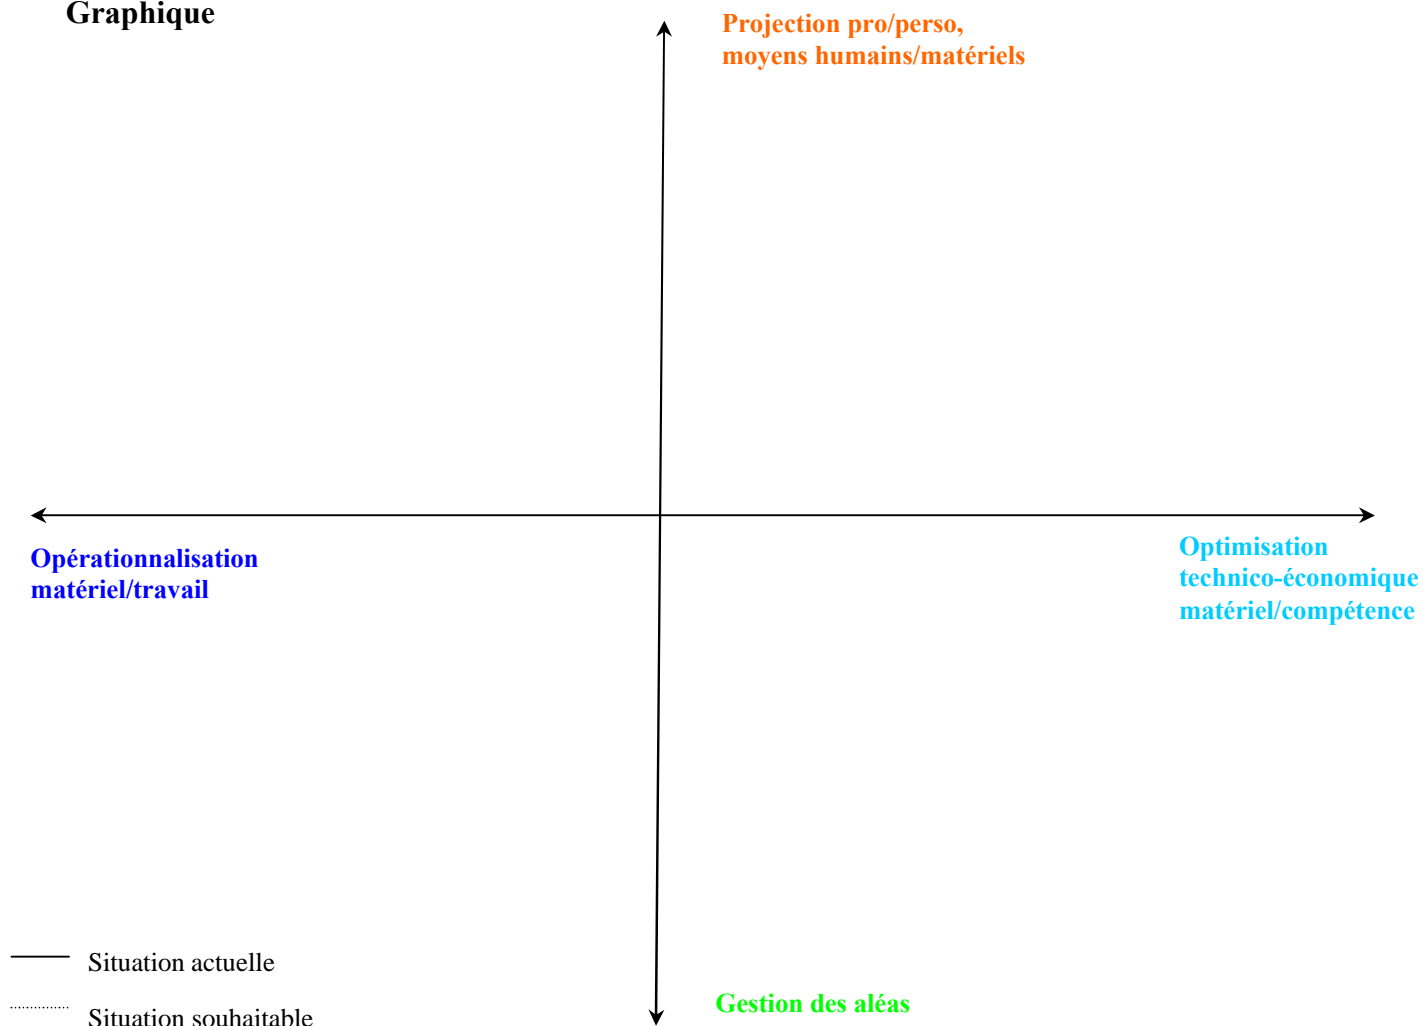 Graphique
Projection pro/perso,
moyens humains/matériels
Opérationnalisation
matériel/travail
Optimisation
technico-économique
matériel/compétence
Situation actuelle
Situation souhaitable
Gestion des aléas